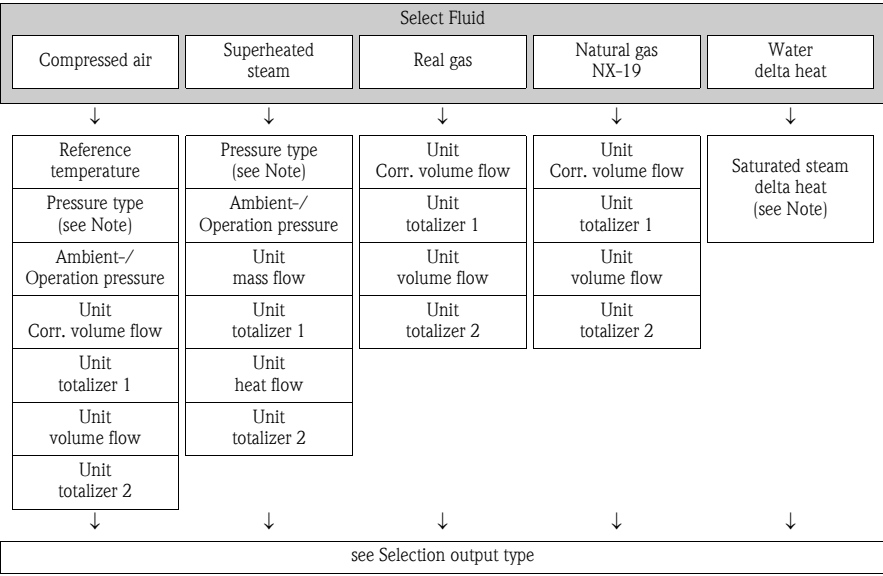 Select Fluid
Compressed air
Superheated
steam
Real gas
Natural gas
NX-19
Water
delta heat
↓ ↓ ↓ ↓ ↓
Reference
temperature
Pressure type
(see Note)
Ambient-/
Operation pressure
Unit
Corr. volume flow
Unit
totalizer 1
Unit
volume flow
Unit
totalizer 2
Pressure type
(see Note)
Ambient-/
Operation pressure
Unit
mass flow
Unit
totalizer 1
Unit
heat flow
Unit
totalizer 2
Unit
Corr. volume flow
Unit
totalizer 1
Unit
volume flow
Unit
totalizer 2
Unit
Corr. volume flow
Unit
totalizer 1
Unit
volume flow
Unit
totalizer 2
Saturated steam
delta heat
(see Note)
↓ ↓ ↓ ↓ ↓
see Selection output type